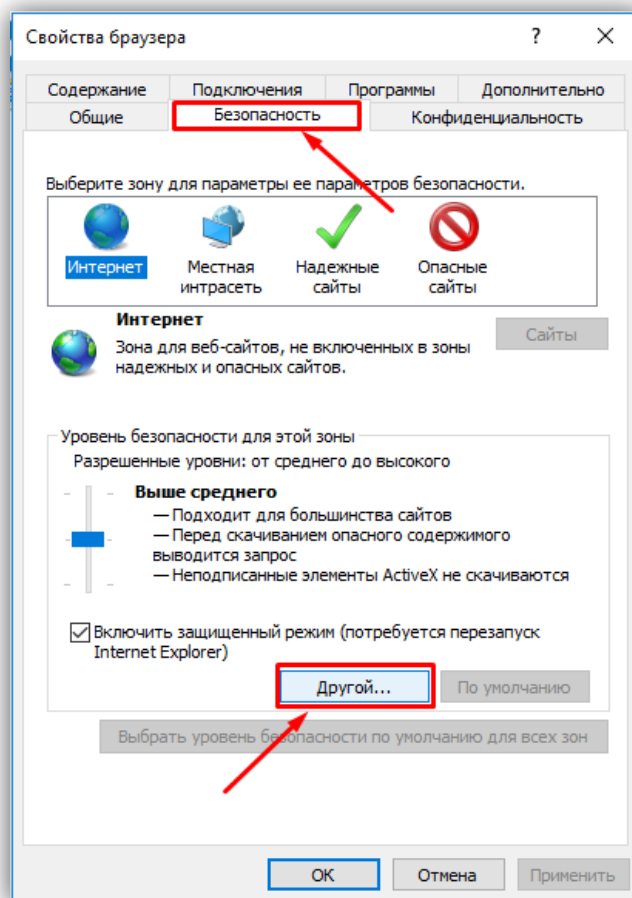 Свойства браузера ? ✕
Содержание Подключения Программы Дополнительно
Общие Безопасность Конфиденциальность
Выберите зону для параметры ее параметров безопасности.
Интернет Местная интрасеть Надежные сайты Опасные сайты
Интернет
Сайты
Зона для веб-сайтов, не включенных в зоны
надежных и опасных сайтов.
Уровень безопасности для этой зоны
Разрешенные уровни: от среднего до высокого
Выше среднего
— Подходит для большинства сайтов
— Перед скачиванием опасного содержимого
выводится запрос
— Неподписанные элементы ActiveX не скачиваются
Включить защищенный режим (потребуется перезапуск
Internet Explorer)
Другой... По умолчанию
Выбрать уровень безопасности по умолчанию для всех зон
ОК Отмена Применить